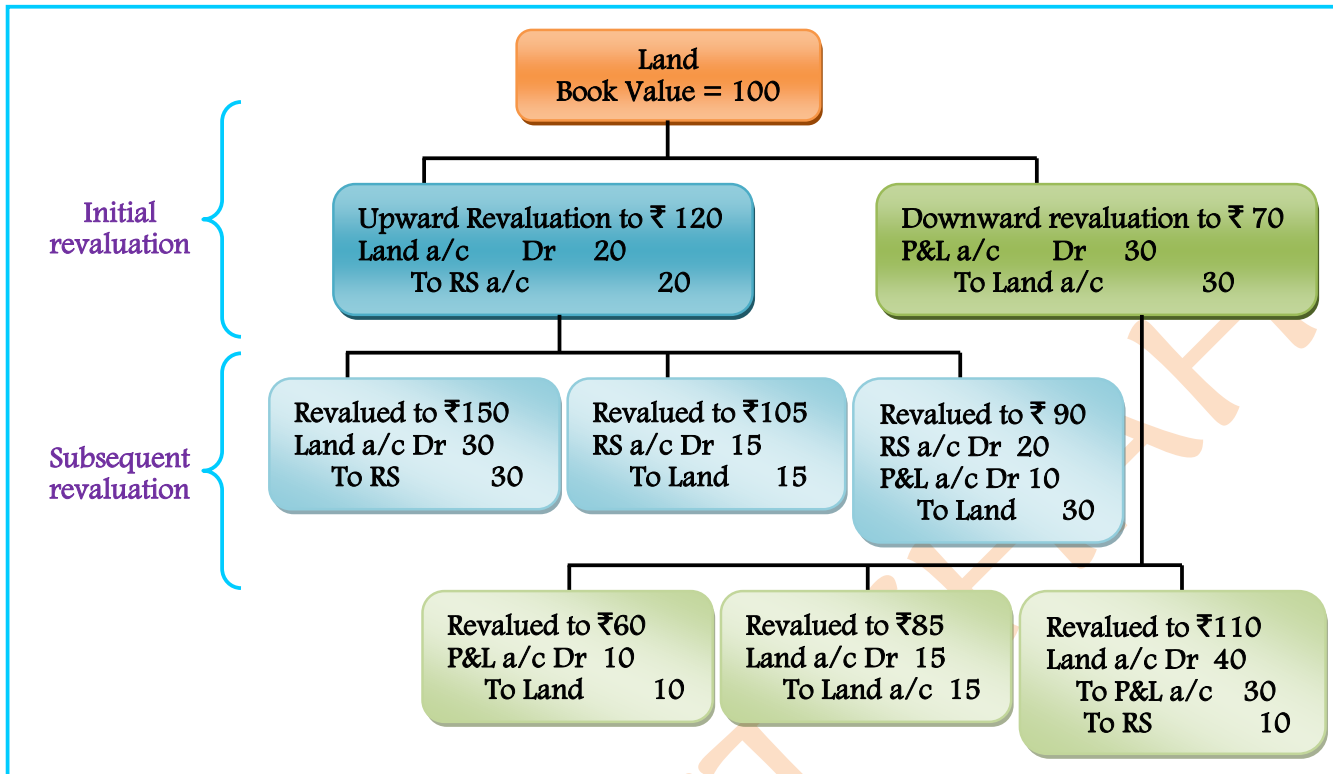 Land
Book Value = 100
Initial
revaluation
Upward Revaluation to ₹ 120
Land a/c Dr 20
To RS a/c 20
Downward revaluation to ₹ 70
P&L a/c Dr 30
To Land a/c 30
Subsequent
revaluation
Revalued to ₹150
Land a/c Dr 30
To RS 30
Revalued to ₹105
RS a/c Dr 15
To Land 15
Revalued to ₹ 90
RS a/c Dr 20
P&L a/c Dr 10
To Land 30
Revalued to ₹60
P&L a/c Dr 10
To Land 10
Revalued to ₹85
Land a/c Dr 15
To Land a/c 15
Revalued to ₹110
Land a/c Dr 40
To P&L a/c 30
To RS 10